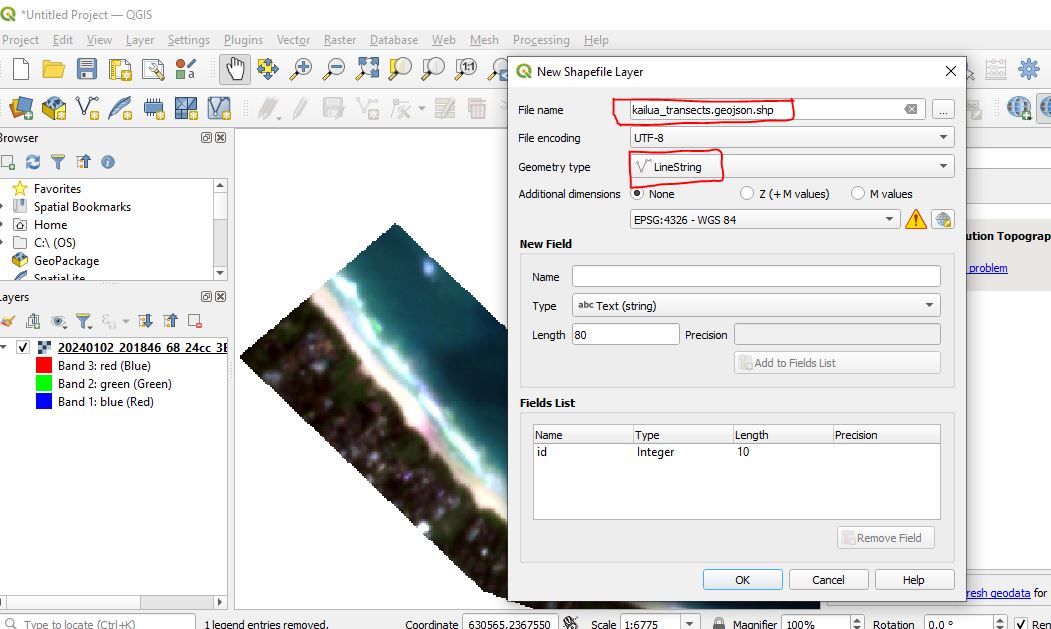 *Untitled Project — QGIS
Project Edit View Layer Settings Plugins Vector Raster Database Web Mesh Processing Help
New Shapefile Layer
File name kailua_transects.geojson.shp ...
File encoding UTF-8
Geometry type LineString
Additional dimensions None Z (+ M values) M values
EPSG:4326 - WGS 84
New Field
Name
Type abc Text (string)
Length 80 Precision
Add to Fields List
Fields List
Name Type Length Precision
id Integer 10
Remove Field
OK Cancel Help
Browser
Favorites
Spatial Bookmarks
Home
C:\ (OS)
GeoPackage
SpatiaLite
Layers
20240102_201846_68_24cc_3B
Band 3: red (Blue)
Band 2: green (Green)
Band 1: blue (Red)
1:1
ution Topograp
problem
resh geodata for
Type to locate (Ctrl+K) 1 legend entries removed. Coordinate 630565,2367550 Scale 1:6775 Magnifier 100% Rotation 0.0 ° Ren